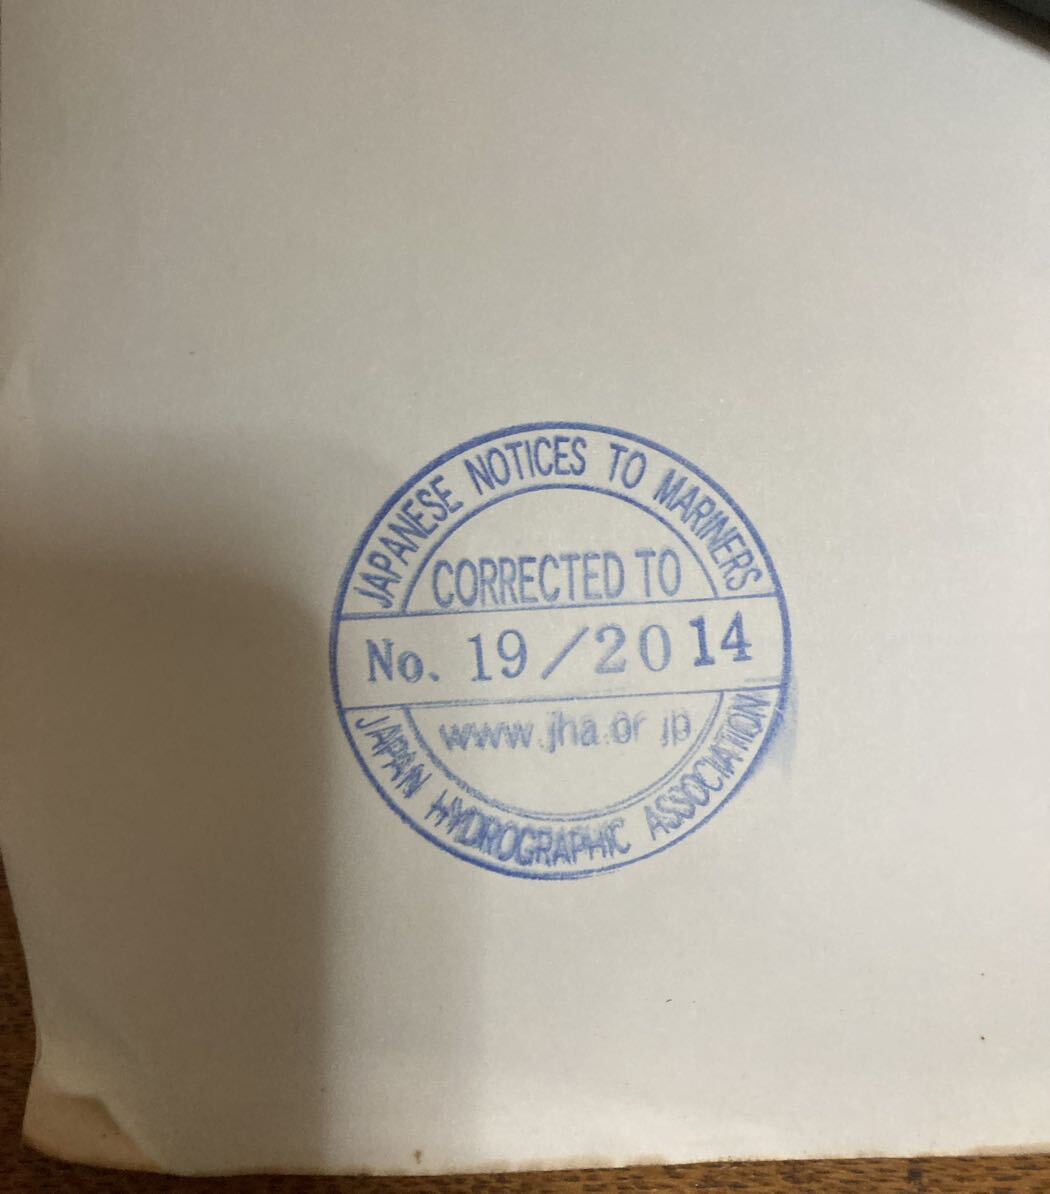 JAPANESE NOTICES TO MARINERS
CORRECTED TO
No. 19/2014
www.jha.or.jp
JAPAN HYDROGRAPHIC ASSOCIATION